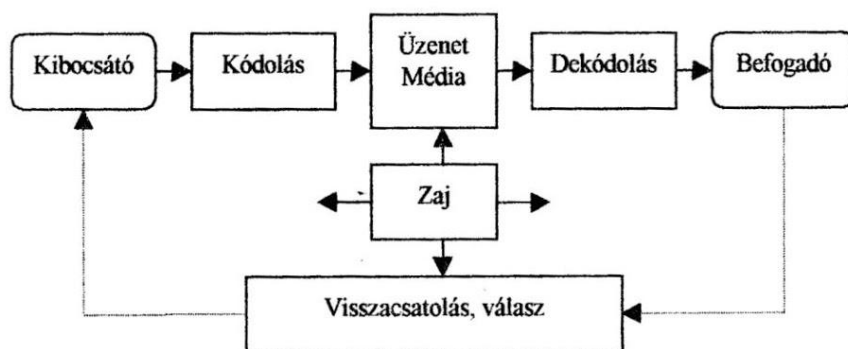 Kibocsátó
Kódolás
Üzenet
Média
Dekódolás
Befogadó
Zaj
Visszacsatolás, válasz